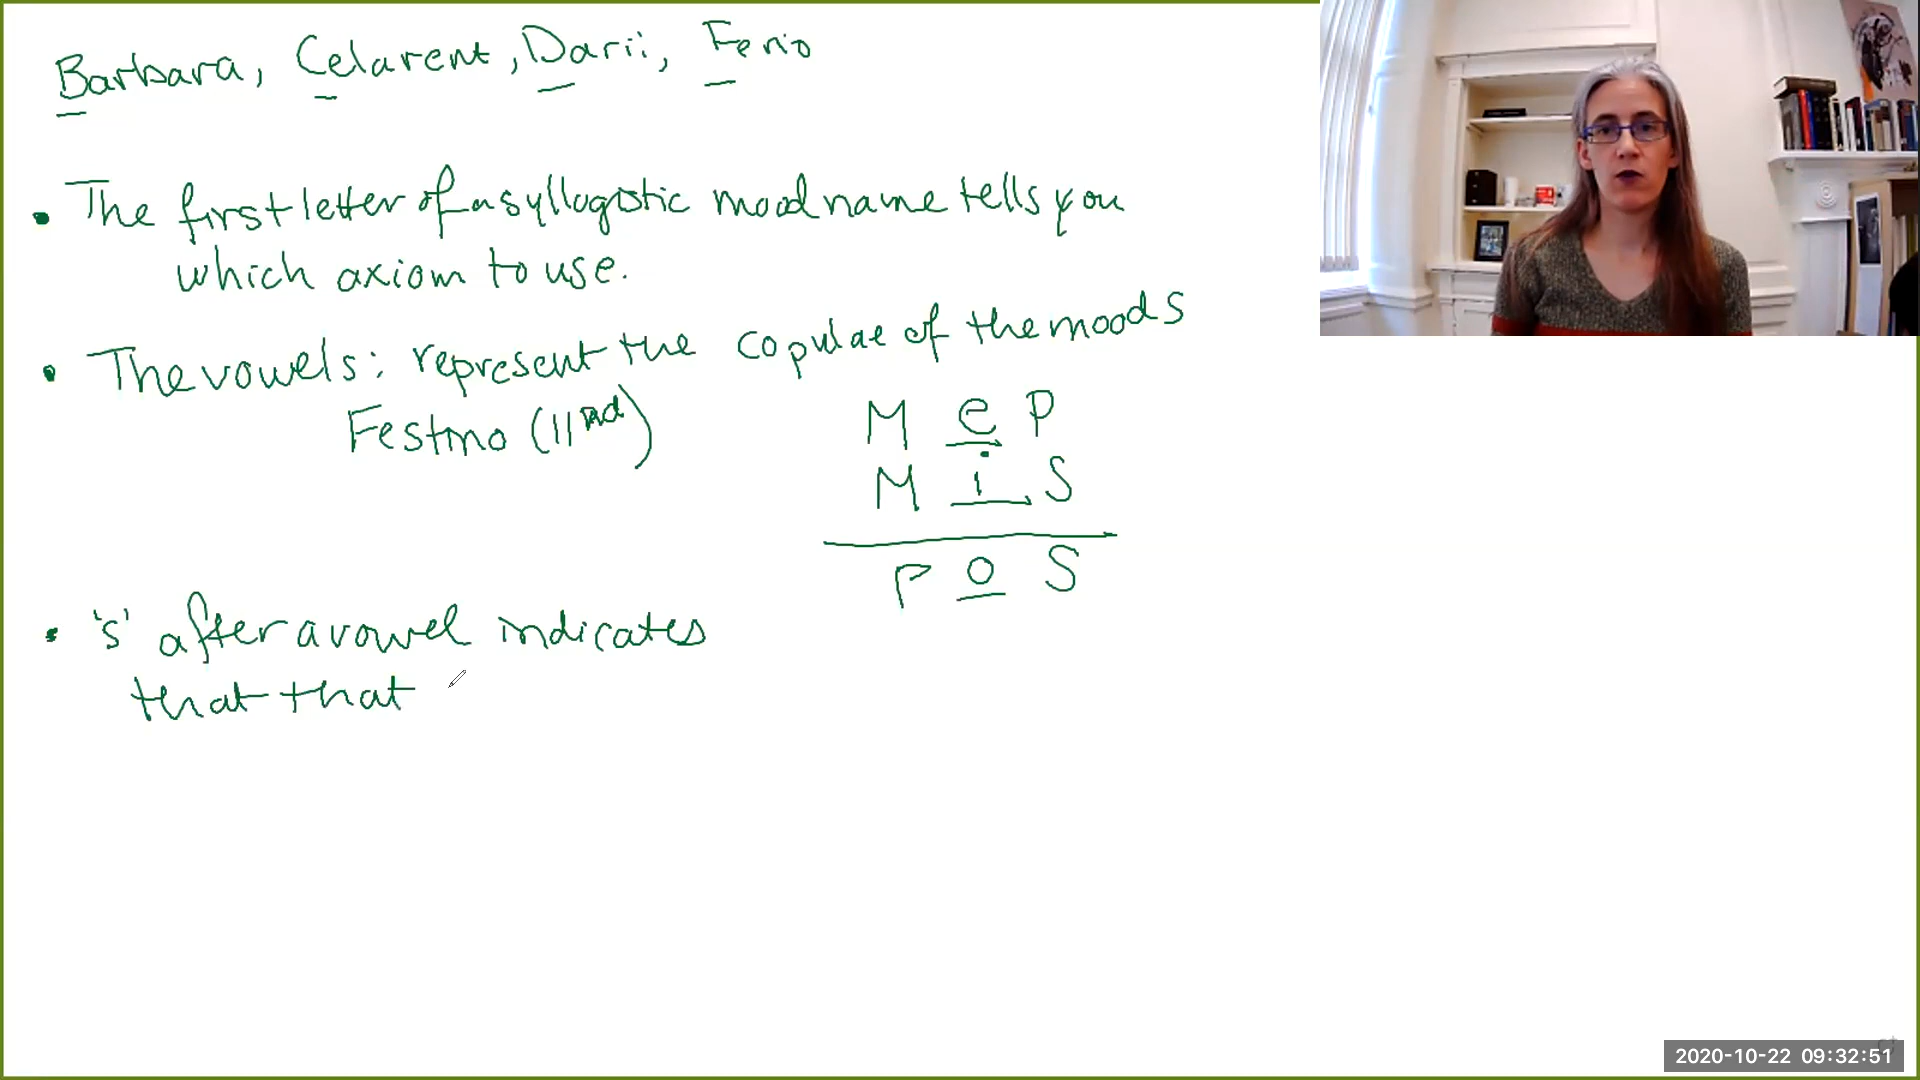 Barbara, Celarent, Darii, Ferio
• The first letter of a syllogistic mood name tells you
which axiom to use.
• The vowels: represent the copulae of the moods
Festino (IInd)
M e P
M i S
P o S
• 's' after a vowel indicates
that that
2020-10-22 09:32:51